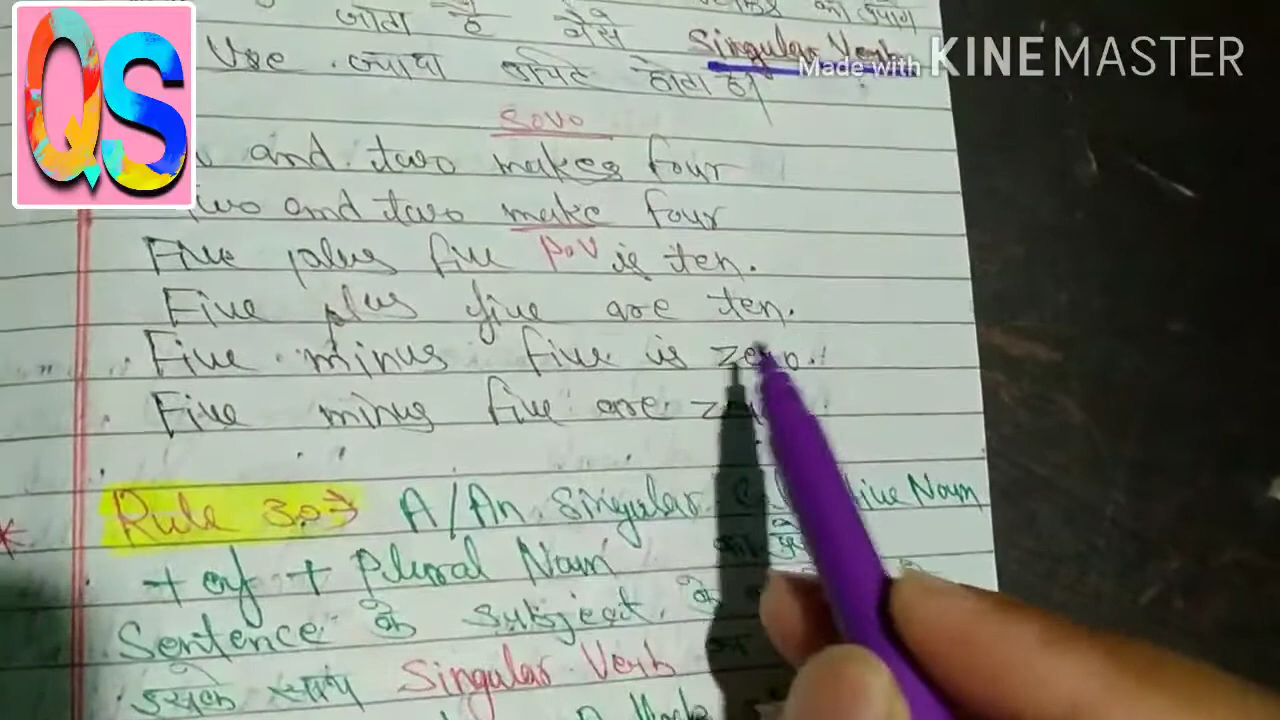 जाता है जैसे Singular Verb
Made with KINEMASTER
QS
Use ज्यादा उचित होता है।
S.V.
and two makes four
Two and two make four
P.V
Five plus five is ten.
Five plus five are ten.
Five minus five is zero.
Five minus five are
Rule 30→ A/An Singular Noun
+ of + Plural Noun
Sentence के subject के
उसके साथ Singular Verb